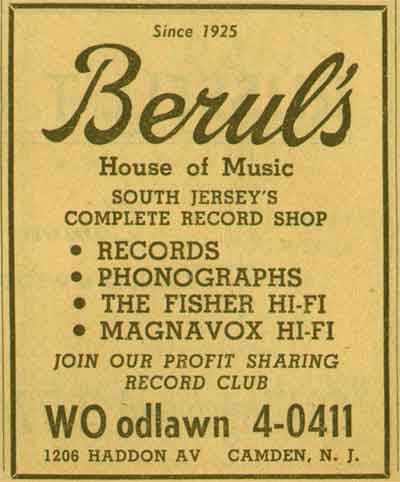 Since 1925
Berul's
House of Music
SOUTH JERSEY'S
COMPLETE RECORD SHOP
• RECORDS
• PHONOGRAPHS
• THE FISHER HI-FI
• MAGNAVOX HI-FI
JOIN OUR PROFIT SHARING
RECORD CLUB
WO odlawn 4-0411
1206 HADDON AV CAMDEN, N. J.